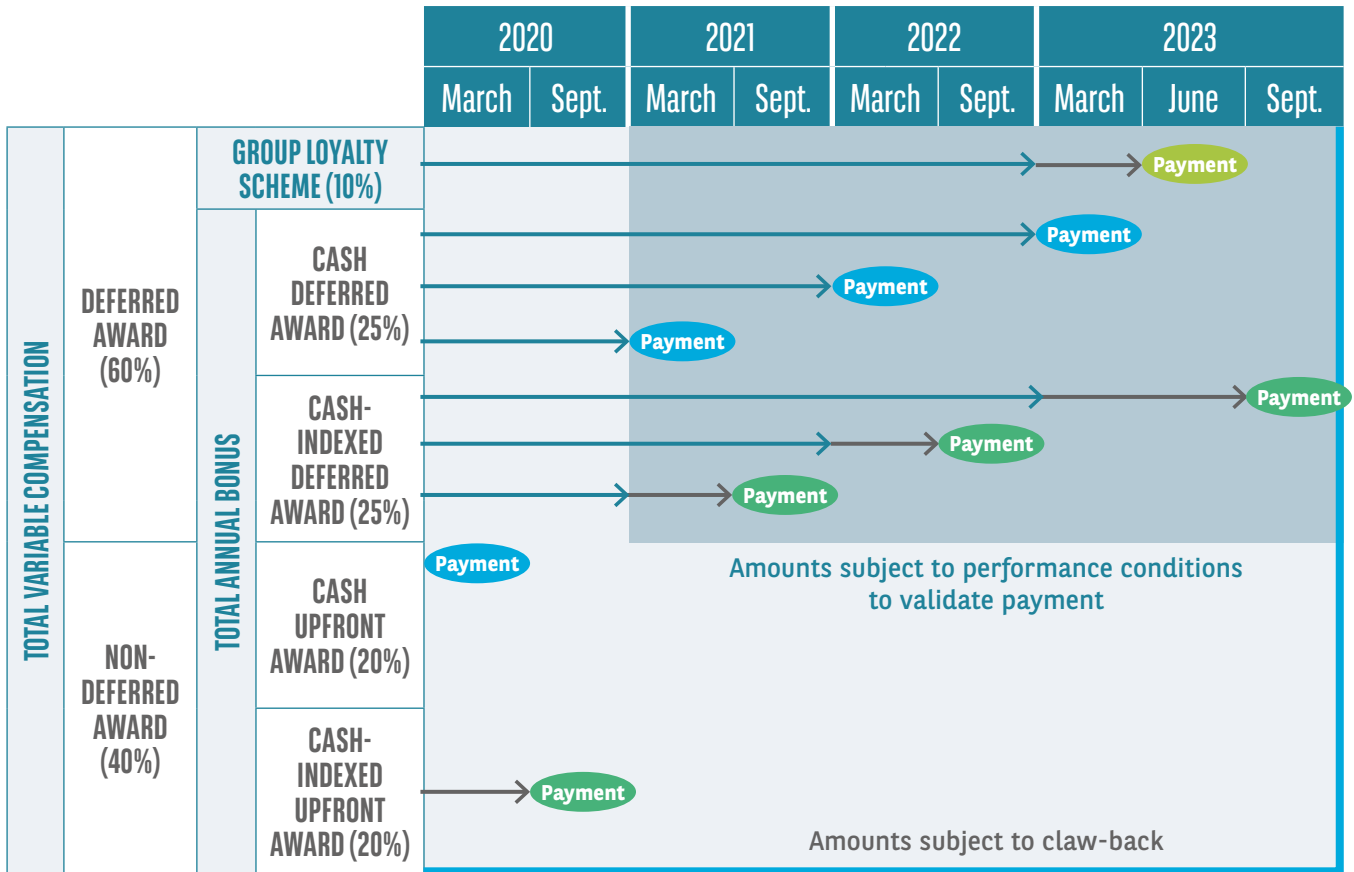 2020
2021
2022
2023
March
Sept.
March
Sept.
March
Sept.
March
June
Sept.
TOTAL VARIABLE COMPENSATION
DEFERRED
AWARD
(60%)
GROUP LOYALTY
SCHEME (10%)
Payment
TOTAL ANNUAL BONUS
CASH
DEFERRED
AWARD (25%)
Payment
Payment
Payment
CASH-
INDEXED
DEFERRED
AWARD (25%)
Payment
Payment
Payment
NON-
DEFERRED
AWARD
(40%)
CASH
UPFRONT
AWARD (20%)
Payment
Amounts subject to performance conditions
to validate payment
CASH-
INDEXED
UPFRONT
AWARD (20%)
Payment
Amounts subject to claw-back